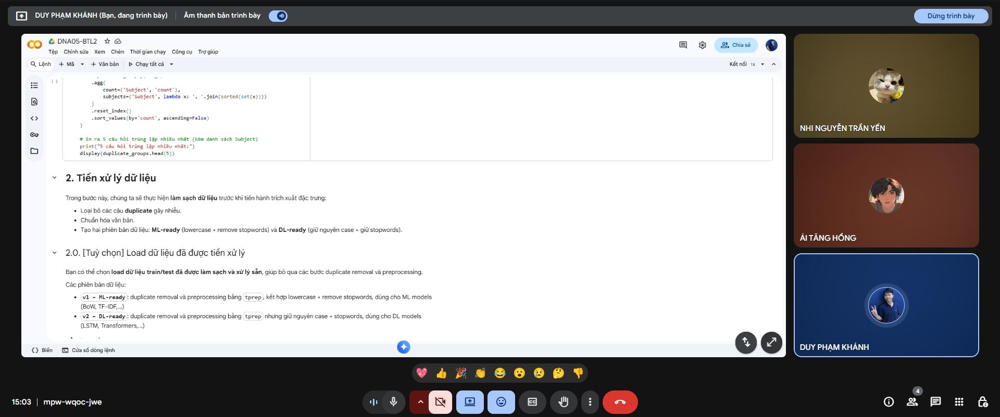 DUY PHẠM KHÁNH (Bạn, đang trình bày)
Âm thanh bản trình bày
Dừng trình bày
DNA05-BTL2
Chia sẻ
Tệp Chỉnh sửa Xem Chèn Thời gian chạy Công cụ Trợ giúp
Lệnh + Mã + Văn bản Chạy tất cả
Kết nối T4
[ ]
.agg(
count=('Subject', 'count'),
subjects=('Subject', lambda x: ', '.join(sorted(set(x))))
)
.reset_index()
.sort_values(by='count', ascending=False)
)
# In ra 5 câu hỏi trùng lặp nhiều nhất (kèm danh sách Subject)
print("5 câu hỏi trùng lặp nhiều nhất:")
display(duplicate_groups.head(5))
2. Tiền xử lý dữ liệu
Trong bước này, chúng ta sẽ thực hiện làm sạch dữ liệu trước khi tiến hành trích xuất đặc trưng:
• Loại bỏ các câu duplicate gây nhiễu.
• Chuẩn hóa văn bản.
• Tạo hai phiên bản dữ liệu: ML-ready (lowercase + remove stopwords) và DL-ready (giữ nguyên case + giữ stopwords).
2.0. [Tuỳ chọn] Load dữ liệu đã được tiền xử lý
Bạn có thể chọn load dữ liệu train/test đã được làm sạch và xử lý sẵn, giúp bỏ qua các bước duplicate removal và preprocessing.
Các phiên bản dữ liệu:
• v1 - ML-ready: duplicate removal và preprocessing bằng tprep, kết hợp lowercase + remove stopwords, dùng cho ML models
(BoW, TF-IDF,...)
• v2 - DL-ready: duplicate removal và preprocessing bằng tprep nhưng giữ nguyên case + stopwords, dùng cho DL models
(LSTM, Transformers,...)
Biến Cửa sổ dòng lệnh
NHI NGUYỄN TRẦN YẾN
ÁI TĂNG HỒNG
DUY PHẠM KHÁNH
15:03 | mpw-wqoc-jwe
CC
4